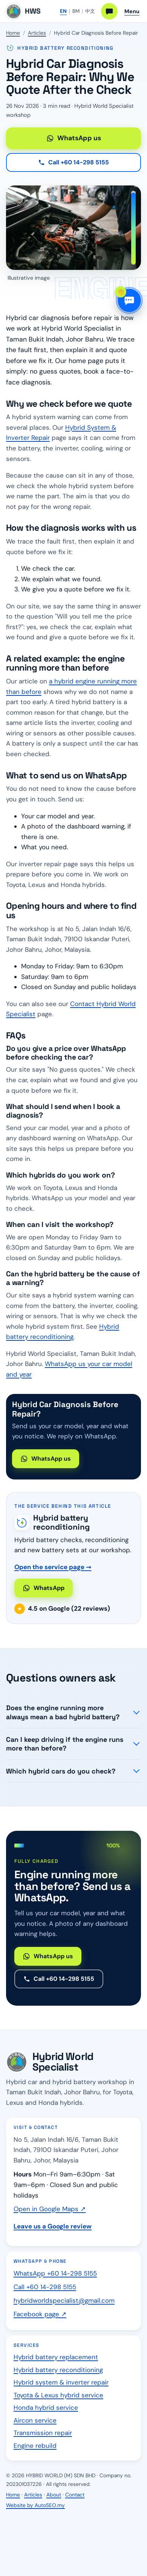 HWS
EN | BM | 中文
Menu
Home / Articles / Hybrid Car Diagnosis Before Repair
HYBRID BATTERY RECONDITIONING
Hybrid Car Diagnosis
Before Repair: Why We
Quote After the Check
26 Nov 2026 · 3 min read · Hybrid World Specialist
workshop
WhatsApp us
Call +60 14-298 5155
Illustrative image
Hybrid car diagnosis before repair is how
we work at Hybrid World Specialist in
Taman Bukit Indah, Johor Bahru. We check
the fault first, then explain it and quote
before we fix it. Our home page puts it
simply: no guess quotes, book a face-to-
face diagnosis.
Why we check before we quote
A hybrid system warning can come from
several causes. Our Hybrid System &
Inverter Repair page says it can come from
the battery, the inverter, cooling, wiring or
sensors.
Because the cause can sit in any of those, we
check the whole hybrid system before we
name the part. The aim is that you do not
pay for the wrong repair.
How the diagnosis works with us
We trace the fault first, then explain it and
quote before we fix it:
1. We check the car.
2. We explain what we found.
3. We give you a quote before we fix it.
On our site, we say the same thing in answer
to the question "Will you tell me the problem
first?": yes, we check the car, explain what
we found and quote before we fix it.
A related example: the engine
running more than before
Our article on a hybrid engine running more
than before shows why we do not name a
part too early. A tired hybrid battery is a
common reason, but a cooling, inverter,
wiring or sensor issue can do it also. The
article lists signs of a battery problem, but a
battery is only a suspect until the car has
been checked.
What to send us on WhatsApp
You do not need to know the cause before
you get in touch. Send us:
• Your car model and year.
• A photo of the dashboard warning, if
there is one.
• What you need.
Our inverter repair page says this helps us
prepare before you come in. We work on
Toyota, Lexus and Honda hybrids.
Opening hours and where to find
us
The workshop is at No 5, Jalan Indah 16/6,
Taman Bukit Indah, 79100 Iskandar Puteri,
Johor Bahru, Johor, Malaysia.
• Monday to Friday: 9am to 6:30pm
• Saturday: 9am to 6pm
• Closed on Sunday and public holidays
You can also see our Contact Hybrid World
Specialist page.
FAQs
Do you give a price over WhatsApp
before checking the car?
Our site says "No guess quotes." We check
the car, explain what we found and quote
before we fix it.
What should I send when I book a
diagnosis?
Send your car model, year and a photo of
any dashboard warning on WhatsApp. Our
site says this helps us prepare before you
come in.
Which hybrids do you work on?
We work on Toyota, Lexus and Honda
hybrids. WhatsApp us your model and year
to check.
When can I visit the workshop?
We are open Monday to Friday 9am to
6:30pm and Saturday 9am to 6pm. We are
closed on Sunday and public holidays.
Can the hybrid battery be the cause of
a warning?
Our site says a hybrid system warning can
come from the battery, the inverter, cooling,
wiring or sensors. That is why we check the
whole hybrid system first. See Hybrid
battery reconditioning.
Hybrid World Specialist, Taman Bukit Indah,
Johor Bahru. WhatsApp us your car model
and year
Hybrid Car Diagnosis Before
Repair?
Send us your car model, year and what
you notice. We reply on WhatsApp.
WhatsApp us
THE SERVICE BEHIND THIS ARTICLE
Hybrid battery
reconditioning
Hybrid battery checks, reconditioning
and new battery sets at our workshop.
Open the service page →
WhatsApp
4.5 on Google (22 reviews)
Questions owners ask
Does the engine running more
always mean a bad hybrid battery?
Can I keep driving if the engine runs
more than before?
Which hybrid cars do you check?
100%
FULLY CHARGED
Engine running more
than before? Send us a
WhatsApp.
Tell us your car model, year and what
you notice. A photo of any dashboard
warning helps.
WhatsApp us
Call +60 14-298 5155
Hybrid World
Specialist
Hybrid car and hybrid battery workshop in
Taman Bukit Indah, Johor Bahru, for Toyota,
Lexus and Honda hybrids.
VISIT & CONTACT
No 5, Jalan Indah 16/6, Taman Bukit
Indah, 79100 Iskandar Puteri, Johor
Bahru, Johor, Malaysia
Hours Mon–Fri 9am–6:30pm · Sat
9am–6pm · Closed Sun and public
holidays
Open in Google Maps ↗
Leave us a Google review
WHATSAPP & PHONE
WhatsApp +60 14-298 5155
Call +60 14-298 5155
hybridworldspecialist@gmail.com
Facebook page ↗
SERVICES
Hybrid battery replacement
Hybrid battery reconditioning
Hybrid system & inverter repair
Toyota & Lexus hybrid service
Honda hybrid service
Aircon service
Transmission repair
Engine rebuild
© 2026 HYBRID WORLD (M) SDN BHD · Company no.
202301037226 · All rights reserved.
Home · Articles · About · Contact
Website by AutoSEO.my